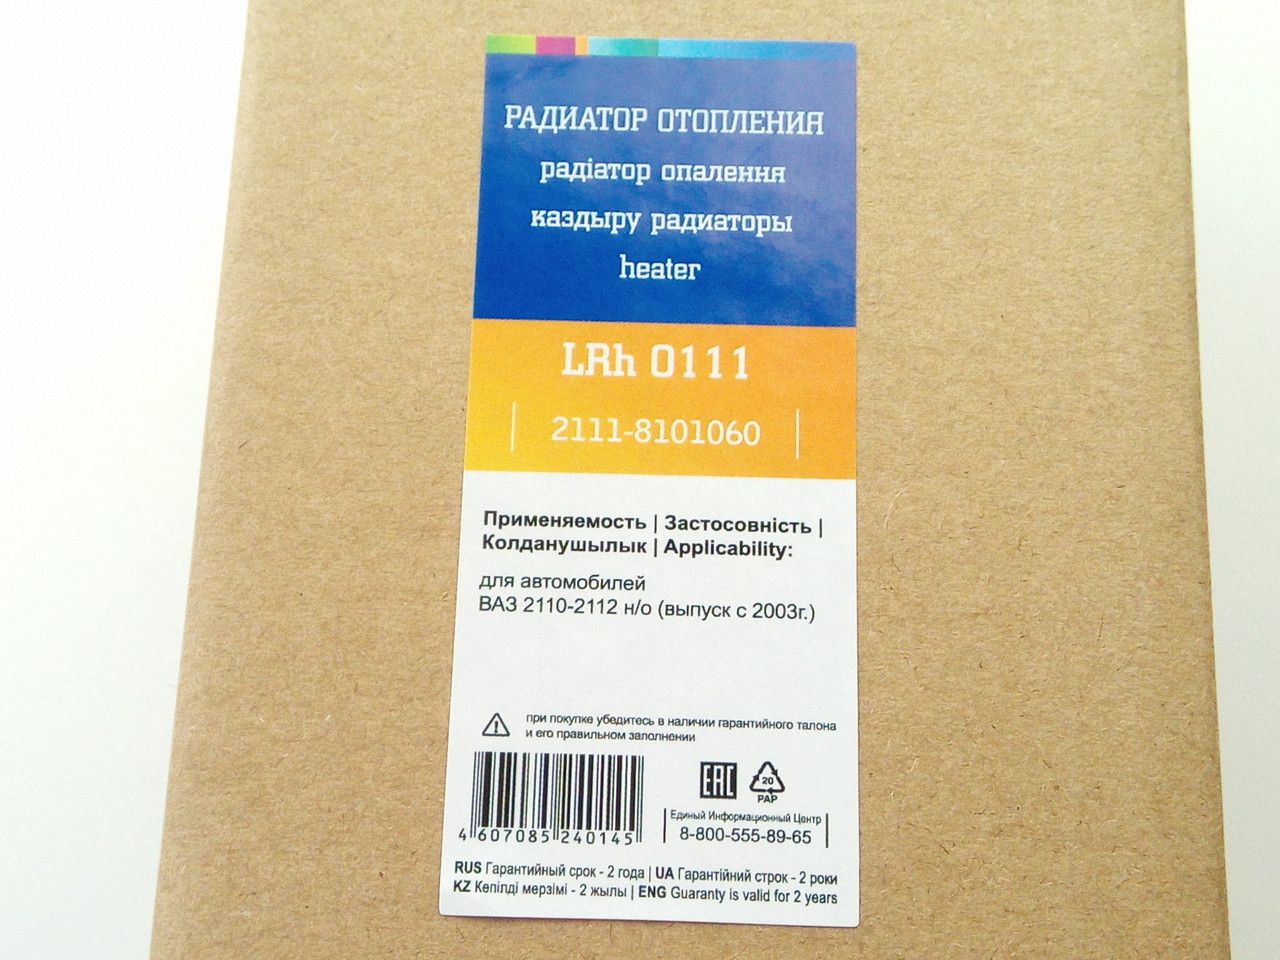 РАДИАТОР ОТОПЛЕНИЯ
радіатор опалення
каздыру радиаторы
heater
LRh 0111
2111-8101060
Применяемость | Застосовність |
Колданушылык | Applicability:
для автомобилей
ВАЗ 2110-2112 н/о (выпуск с 2003г.)
при покупке убедитесь в наличии гарантийного талона
и его правильном заполнении
EAC
20
PAP
4 607085 240145
Единый Информационный Центр
8-800-555-89-65
RUS Гарантийный срок - 2 года | UA Гарантійний строк - 2 роки
KZ Кепілді мерзімі - 2 жылы | ENG Guaranty is valid for 2 years